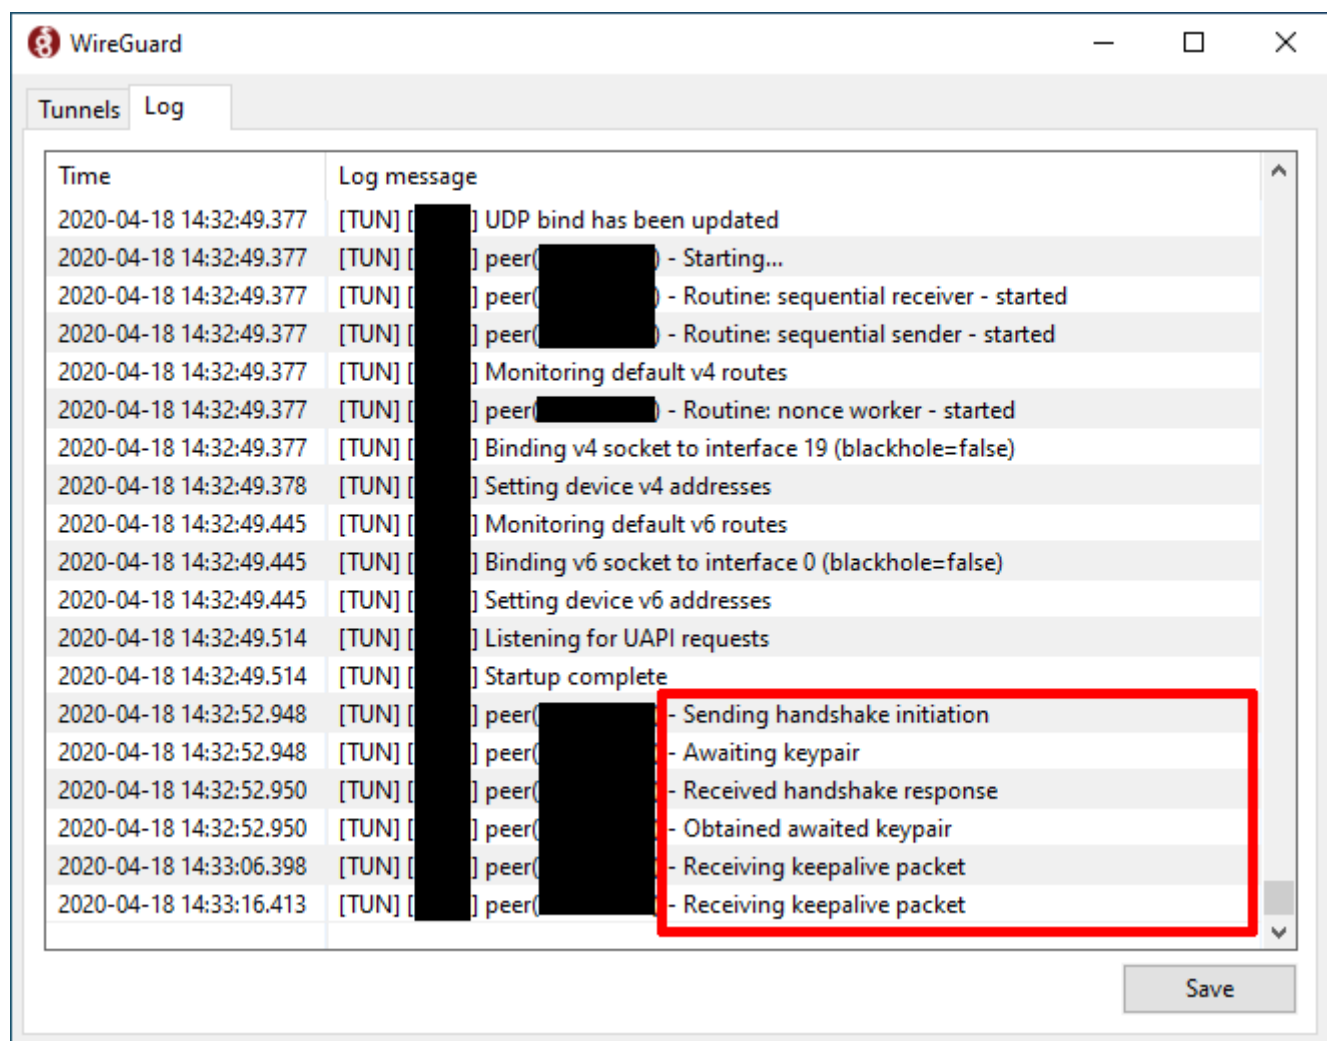 WireGuard
Tunnels Log
Time Log message
2020-04-18 14:32:49.377 [TUN] [ ] UDP bind has been updated
2020-04-18 14:32:49.377 [TUN] [ ] peer( ) - Starting...
2020-04-18 14:32:49.377 [TUN] [ ] peer( ) - Routine: sequential receiver - started
2020-04-18 14:32:49.377 [TUN] [ ] peer( ) - Routine: sequential sender - started
2020-04-18 14:32:49.377 [TUN] [ ] Monitoring default v4 routes
2020-04-18 14:32:49.377 [TUN] [ ] peer( ) - Routine: nonce worker - started
2020-04-18 14:32:49.377 [TUN] [ ] Binding v4 socket to interface 19 (blackhole=false)
2020-04-18 14:32:49.378 [TUN] [ ] Setting device v4 addresses
2020-04-18 14:32:49.445 [TUN] [ ] Monitoring default v6 routes
2020-04-18 14:32:49.445 [TUN] [ ] Binding v6 socket to interface 0 (blackhole=false)
2020-04-18 14:32:49.445 [TUN] [ ] Setting device v6 addresses
2020-04-18 14:32:49.514 [TUN] [ ] Listening for UAPI requests
2020-04-18 14:32:49.514 [TUN] [ ] Startup complete
2020-04-18 14:32:52.948 [TUN] [ ] peer( - Sending handshake initiation
2020-04-18 14:32:52.948 [TUN] [ ] peer( - Awaiting keypair
2020-04-18 14:32:52.950 [TUN] [ ] peer( - Received handshake response
2020-04-18 14:32:52.950 [TUN] [ ] peer( - Obtained awaited keypair
2020-04-18 14:33:06.398 [TUN] [ ] peer( - Receiving keepalive packet
2020-04-18 14:33:16.413 [TUN] [ ] peer( - Receiving keepalive packet
Save